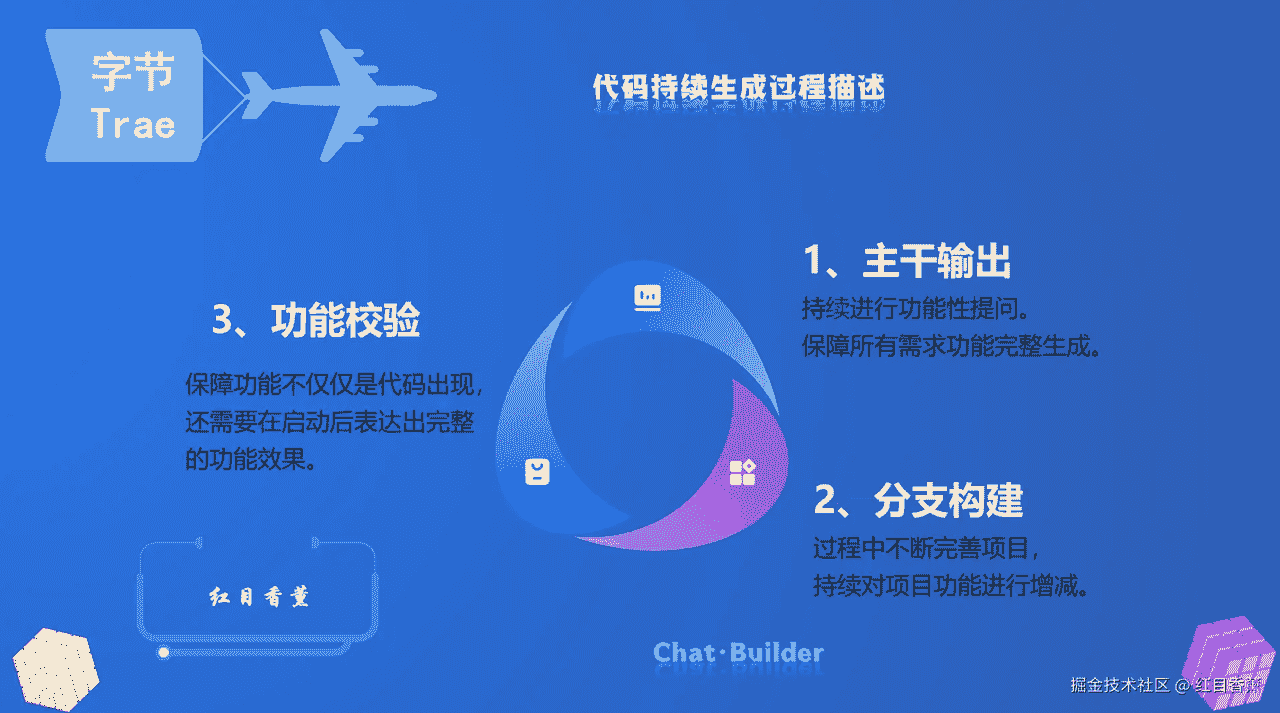 字节
Trae
代码持续生成过程描述
1、主干输出
持续进行功能性提问。
保障所有需求功能完整生成。
3、功能校验
保障功能不仅仅是代码出现，
还需要在启动后表达出完整
的功能效果。
2、分支构建
过程中不断完善项目，
持续对项目功能进行增减。
红目香薰
Chat·Builder
掘金技术社区 @ 红目香薰